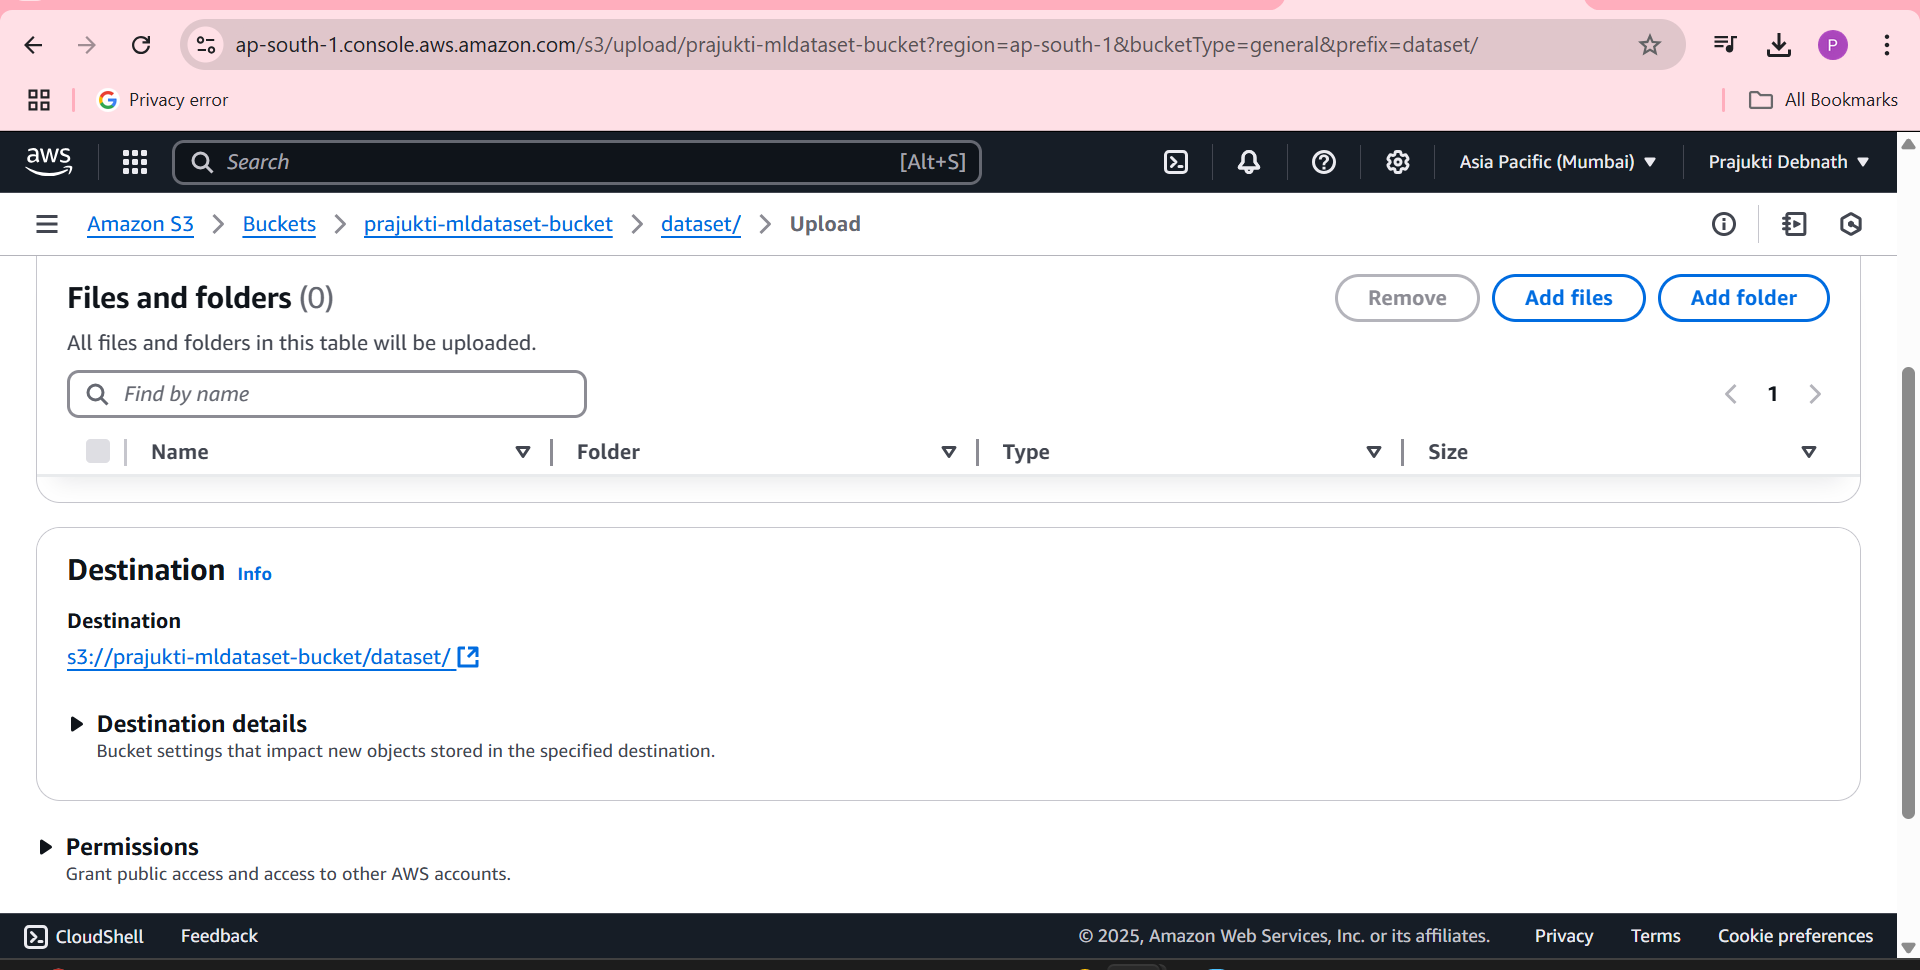 ap-south-1.console.aws.amazon.com/s3/upload/prajukti-mldataset-bucket?region=ap-south-1&bucketType=general&prefix=dataset/
P
Privacy error
All Bookmarks
aws
Search
[Alt+S]
Asia Pacific (Mumbai)
Prajukti Debnath
Amazon S3
Buckets
prajukti-mldataset-bucket
dataset/
Upload
Files and folders (0)
Remove
Add files
Add folder
All files and folders in this table will be uploaded.
Find by name
1
Name
Folder
Type
Size
Destination Info
Destination
s3://prajukti-mldataset-bucket/dataset/
Destination details
Bucket settings that impact new objects stored in the specified destination.
Permissions
Grant public access and access to other AWS accounts.
CloudShell
Feedback
© 2025, Amazon Web Services, Inc. or its affiliates.
Privacy
Terms
Cookie preferences